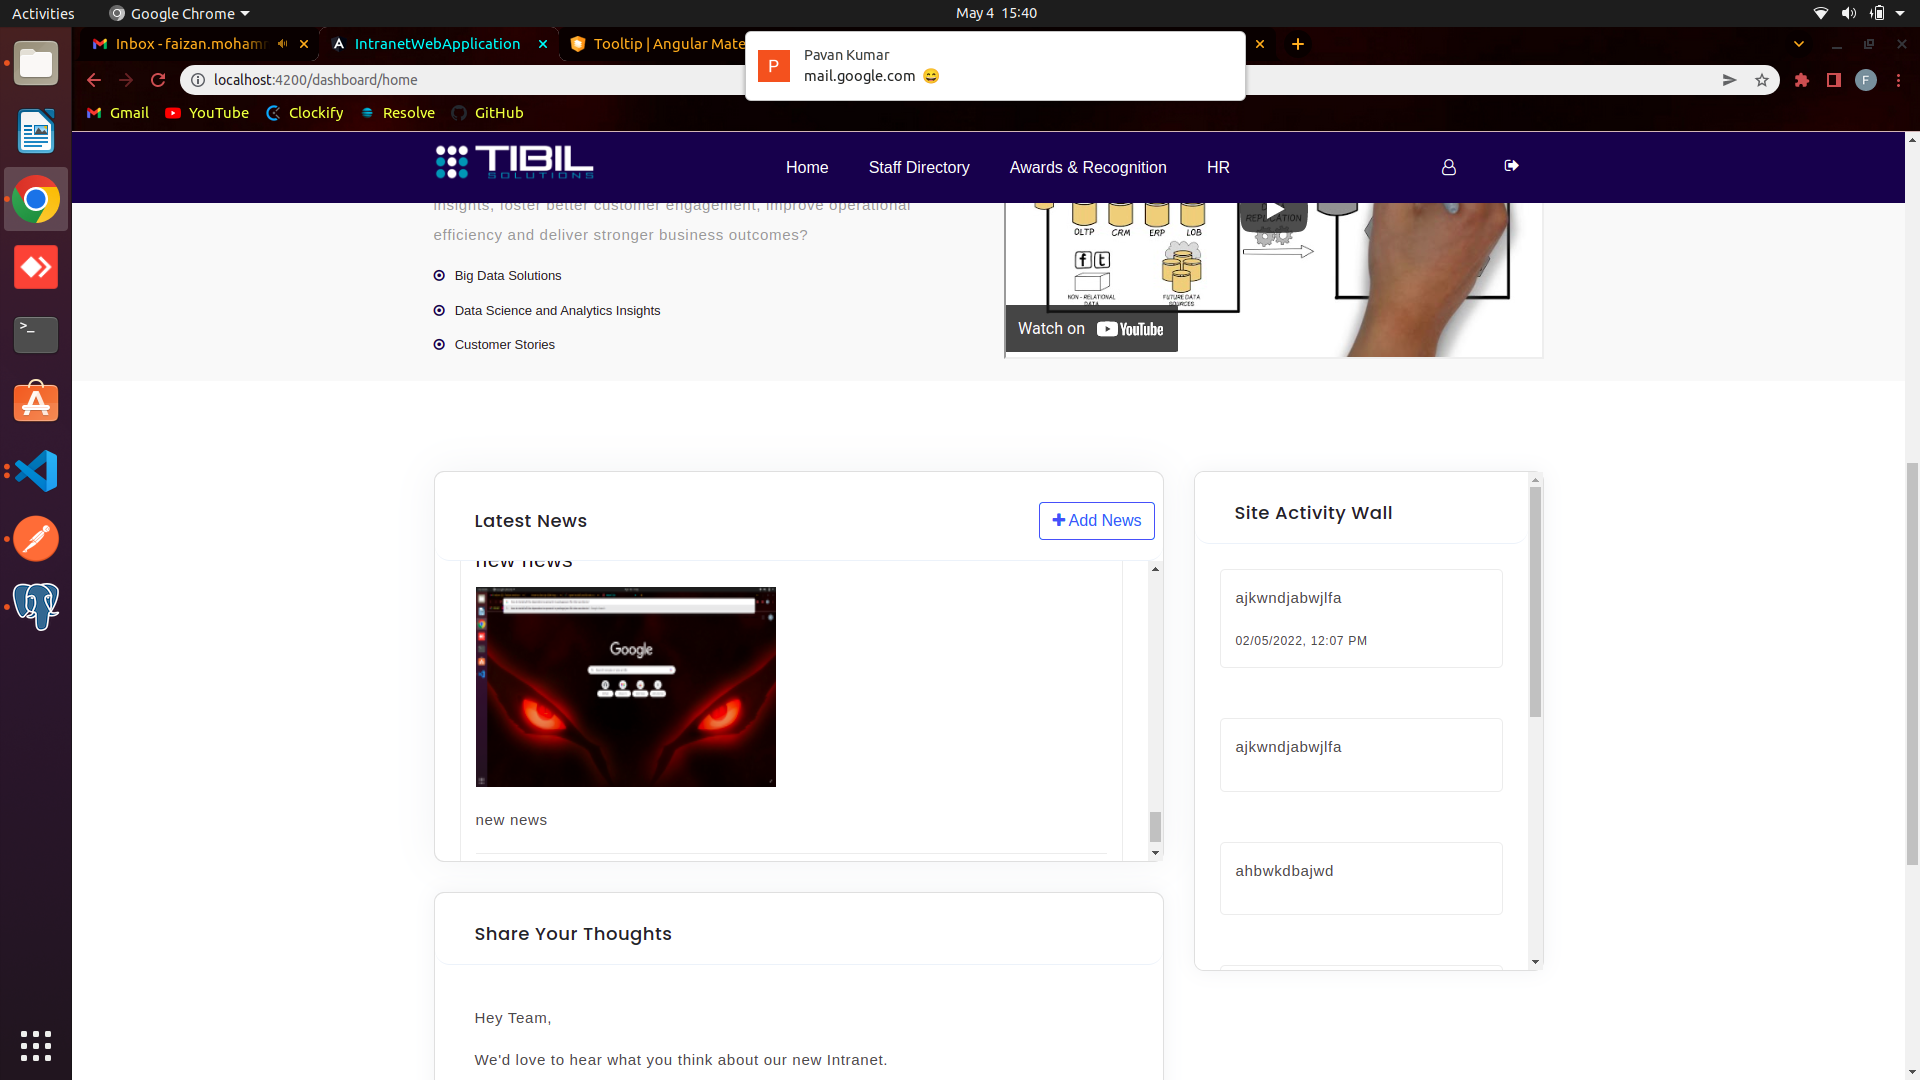 Activities
Google Chrome
May 4 15:40
Inbox - faizan.moham
IntranetWebApplication
Tooltip | Angular Mate
Pavan Kumar
mail.google.com 😄
P
localhost:4200/dashboard/home
F
Gmail
YouTube
Clockify
Resolve
GitHub
TIBIL
SOLUTIONS
Home
Staff Directory
Awards & Recognition
HR
insights, foster better customer engagement, improve operational
efficiency and deliver stronger business outcomes?
Big Data Solutions
Data Science and Analytics Insights
Customer Stories
OLTP
CRM
ERP
LOB
REPLICATION
NON - RELATIONAL
DATA
FUTURE DATA
SOURCES
Watch on YouTube
Latest News
Add News
new news
Google
new news
Site Activity Wall
ajkwndjabwjlfa
02/05/2022, 12:07 PM
ajkwndjabwjlfa
ahbwkdbajwd
Share Your Thoughts
Hey Team,
We'd love to hear what you think about our new Intranet.